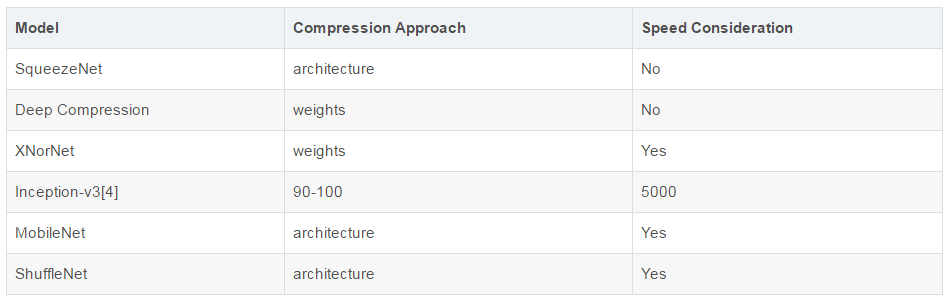 Model Compression Approach Speed Consideration
SqueezeNet architecture No
Deep Compression weights No
XNorNet weights Yes
Inception-v3[4] 90-100 5000
MobileNet architecture Yes
ShuffleNet architecture Yes